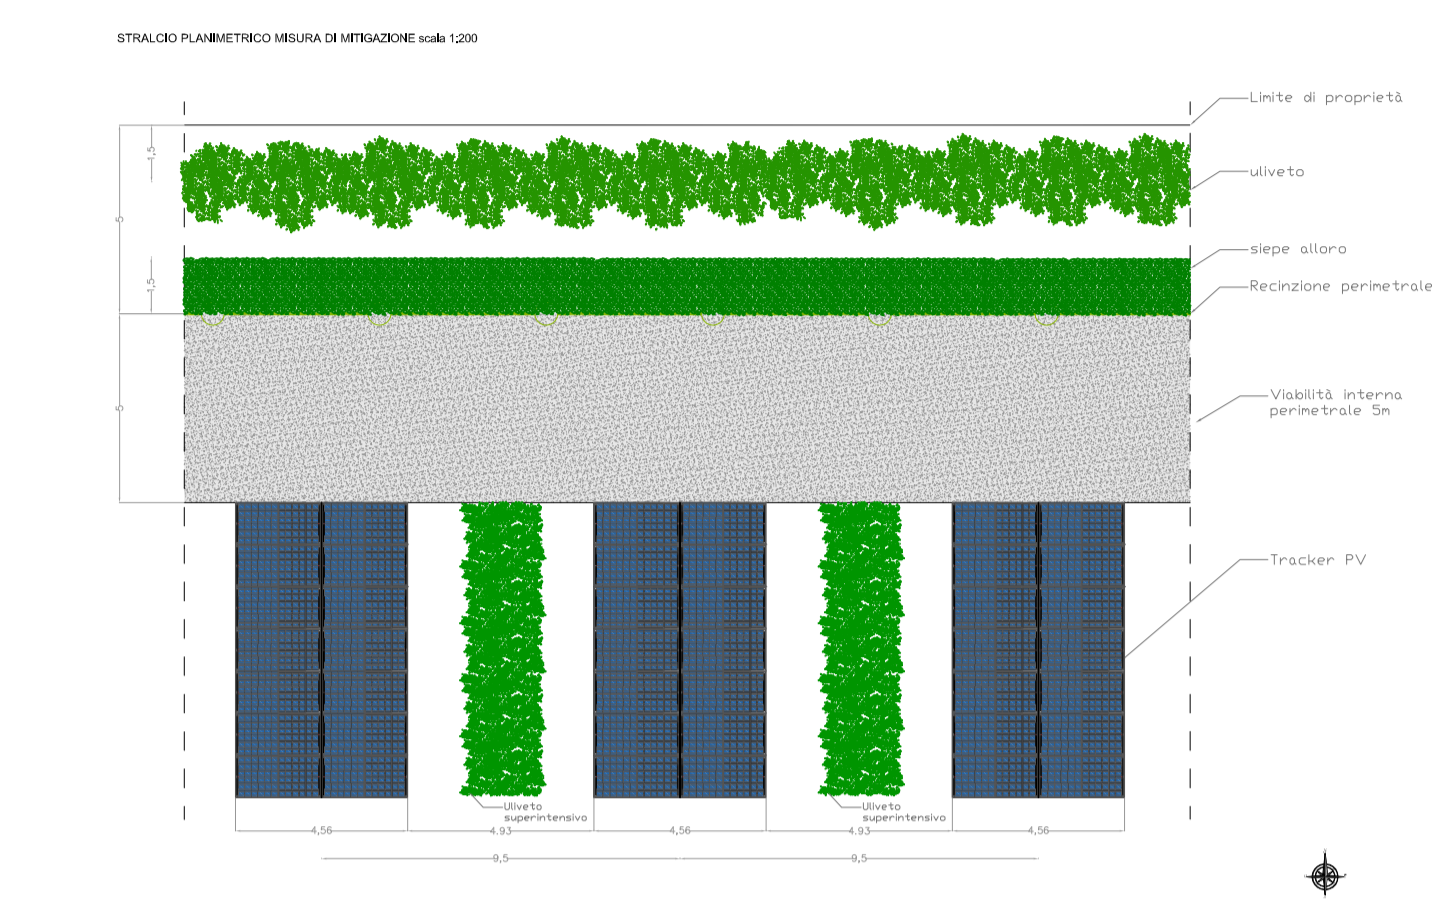 STRALCIO PLANIMETRICO MISURA DI MITIGAZIONE scala 1:200
Limite di proprietà
1,5
uliveto
5
siepe alloro
1,5
Recinzione perimetrale
Viabilità interna
perimetrale 5m
5
Tracker PV
Uliveto
superintensivo
Uliveto
superintensivo
4,56
4.93
4,56
4.93
4,56
9,5
9,5